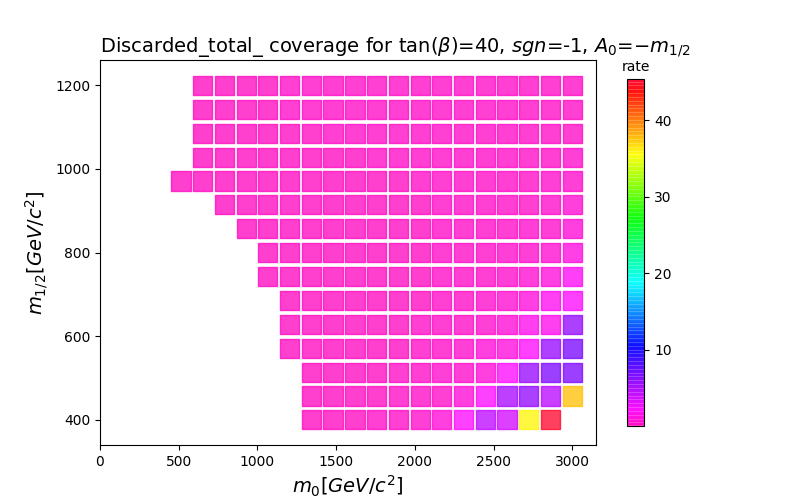 Discarded_total_ coverage for tan(β)=40, sgn=-1, A₀=−m₁/₂
rate
1200
1000
800
600
400
m₁/₂[GeV/c²]
0 500 1000 1500 2000 2500 3000
m₀[GeV/c²]
40
30
20
10